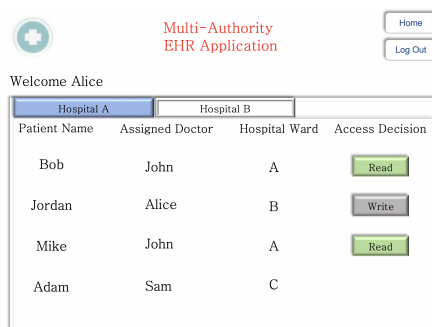 Multi-Authority
EHR Application
Home
Log Out
Welcome Alice
Hospital A Hospital B
Patient Name Assigned Doctor Hospital Ward Access Decision
Bob John A Read
Jordan Alice B Write
Mike John A Read
Adam Sam C